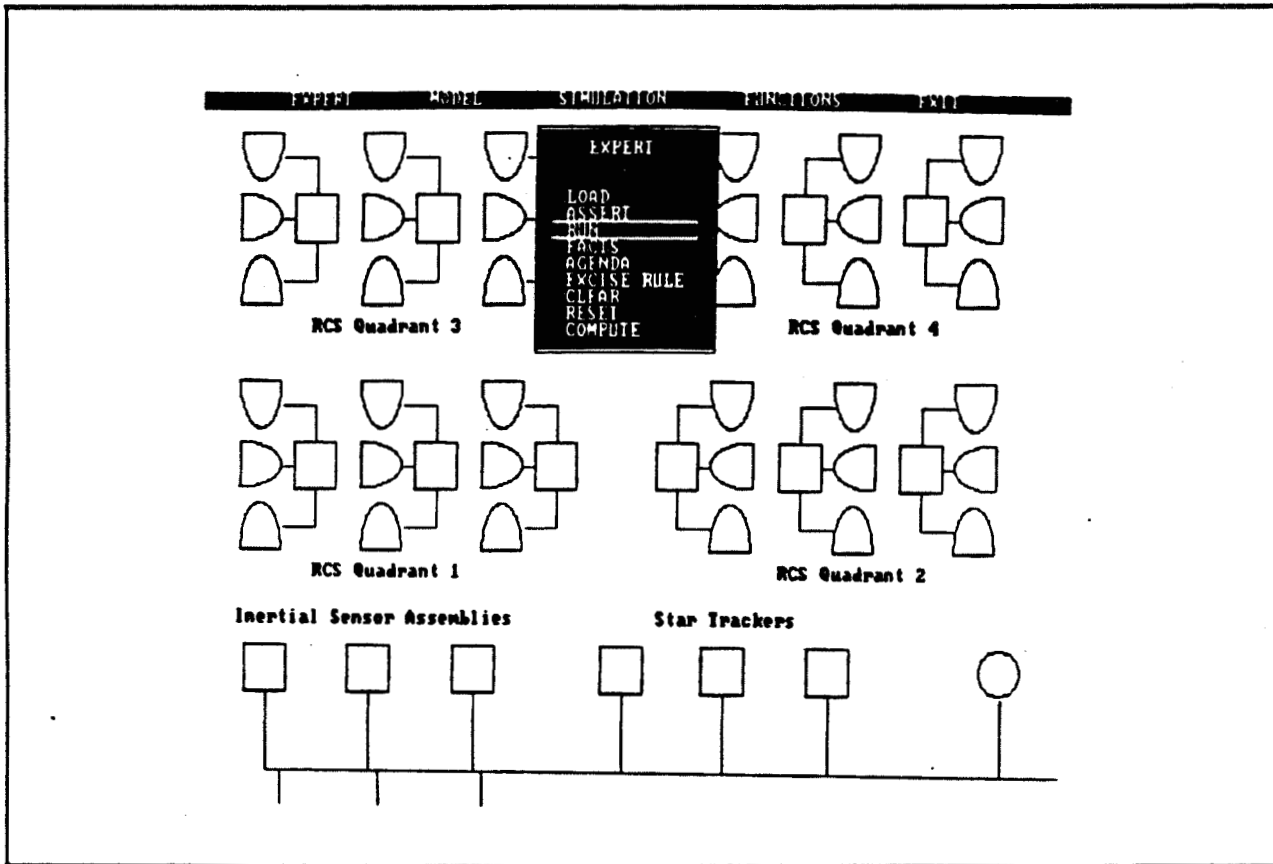 EXPERT MODEL SIMULATION FUNCTIONS EXIT
EXPERT
LOAD
ASSERT
RUN
FACTS
AGENDA
EXCISE RULE
CLEAR
RESET
COMPUTE
RCS Quadrant 3
RCS Quadrant 4
RCS Quadrant 1
RCS Quadrant 2
Inertial Sensor Assemblies
Star Trackers